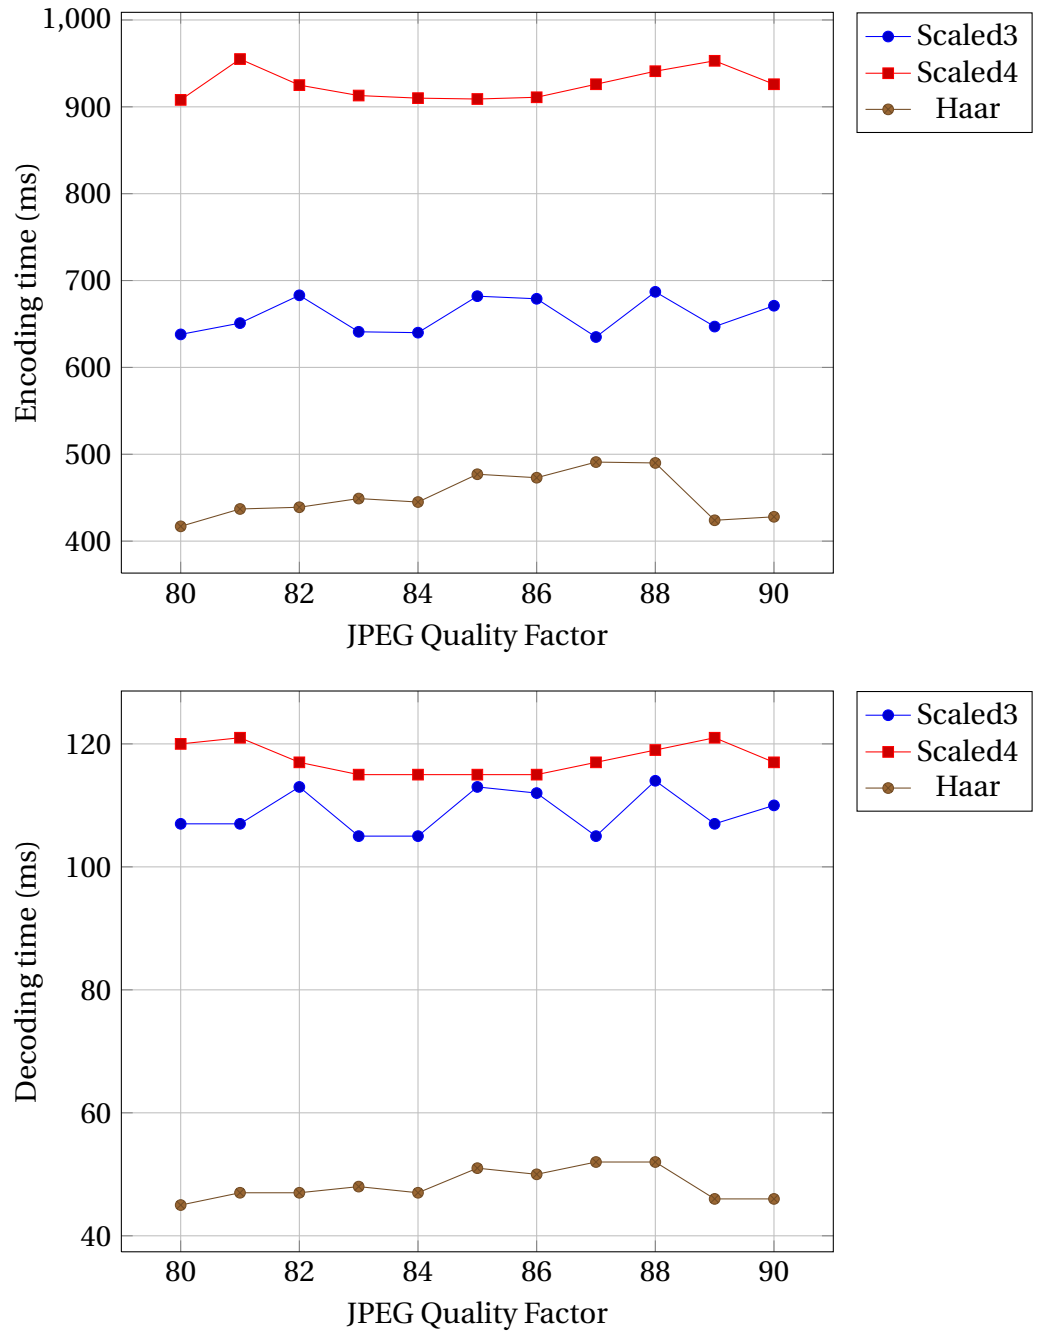 1,000
900
800
700
600
500
400
Encoding time (ms)
80 82 84 86 88 90
JPEG Quality Factor
Scaled3
Scaled4
Haar
120
100
80
60
40
Decoding time (ms)
80 82 84 86 88 90
JPEG Quality Factor
Scaled3
Scaled4
Haar